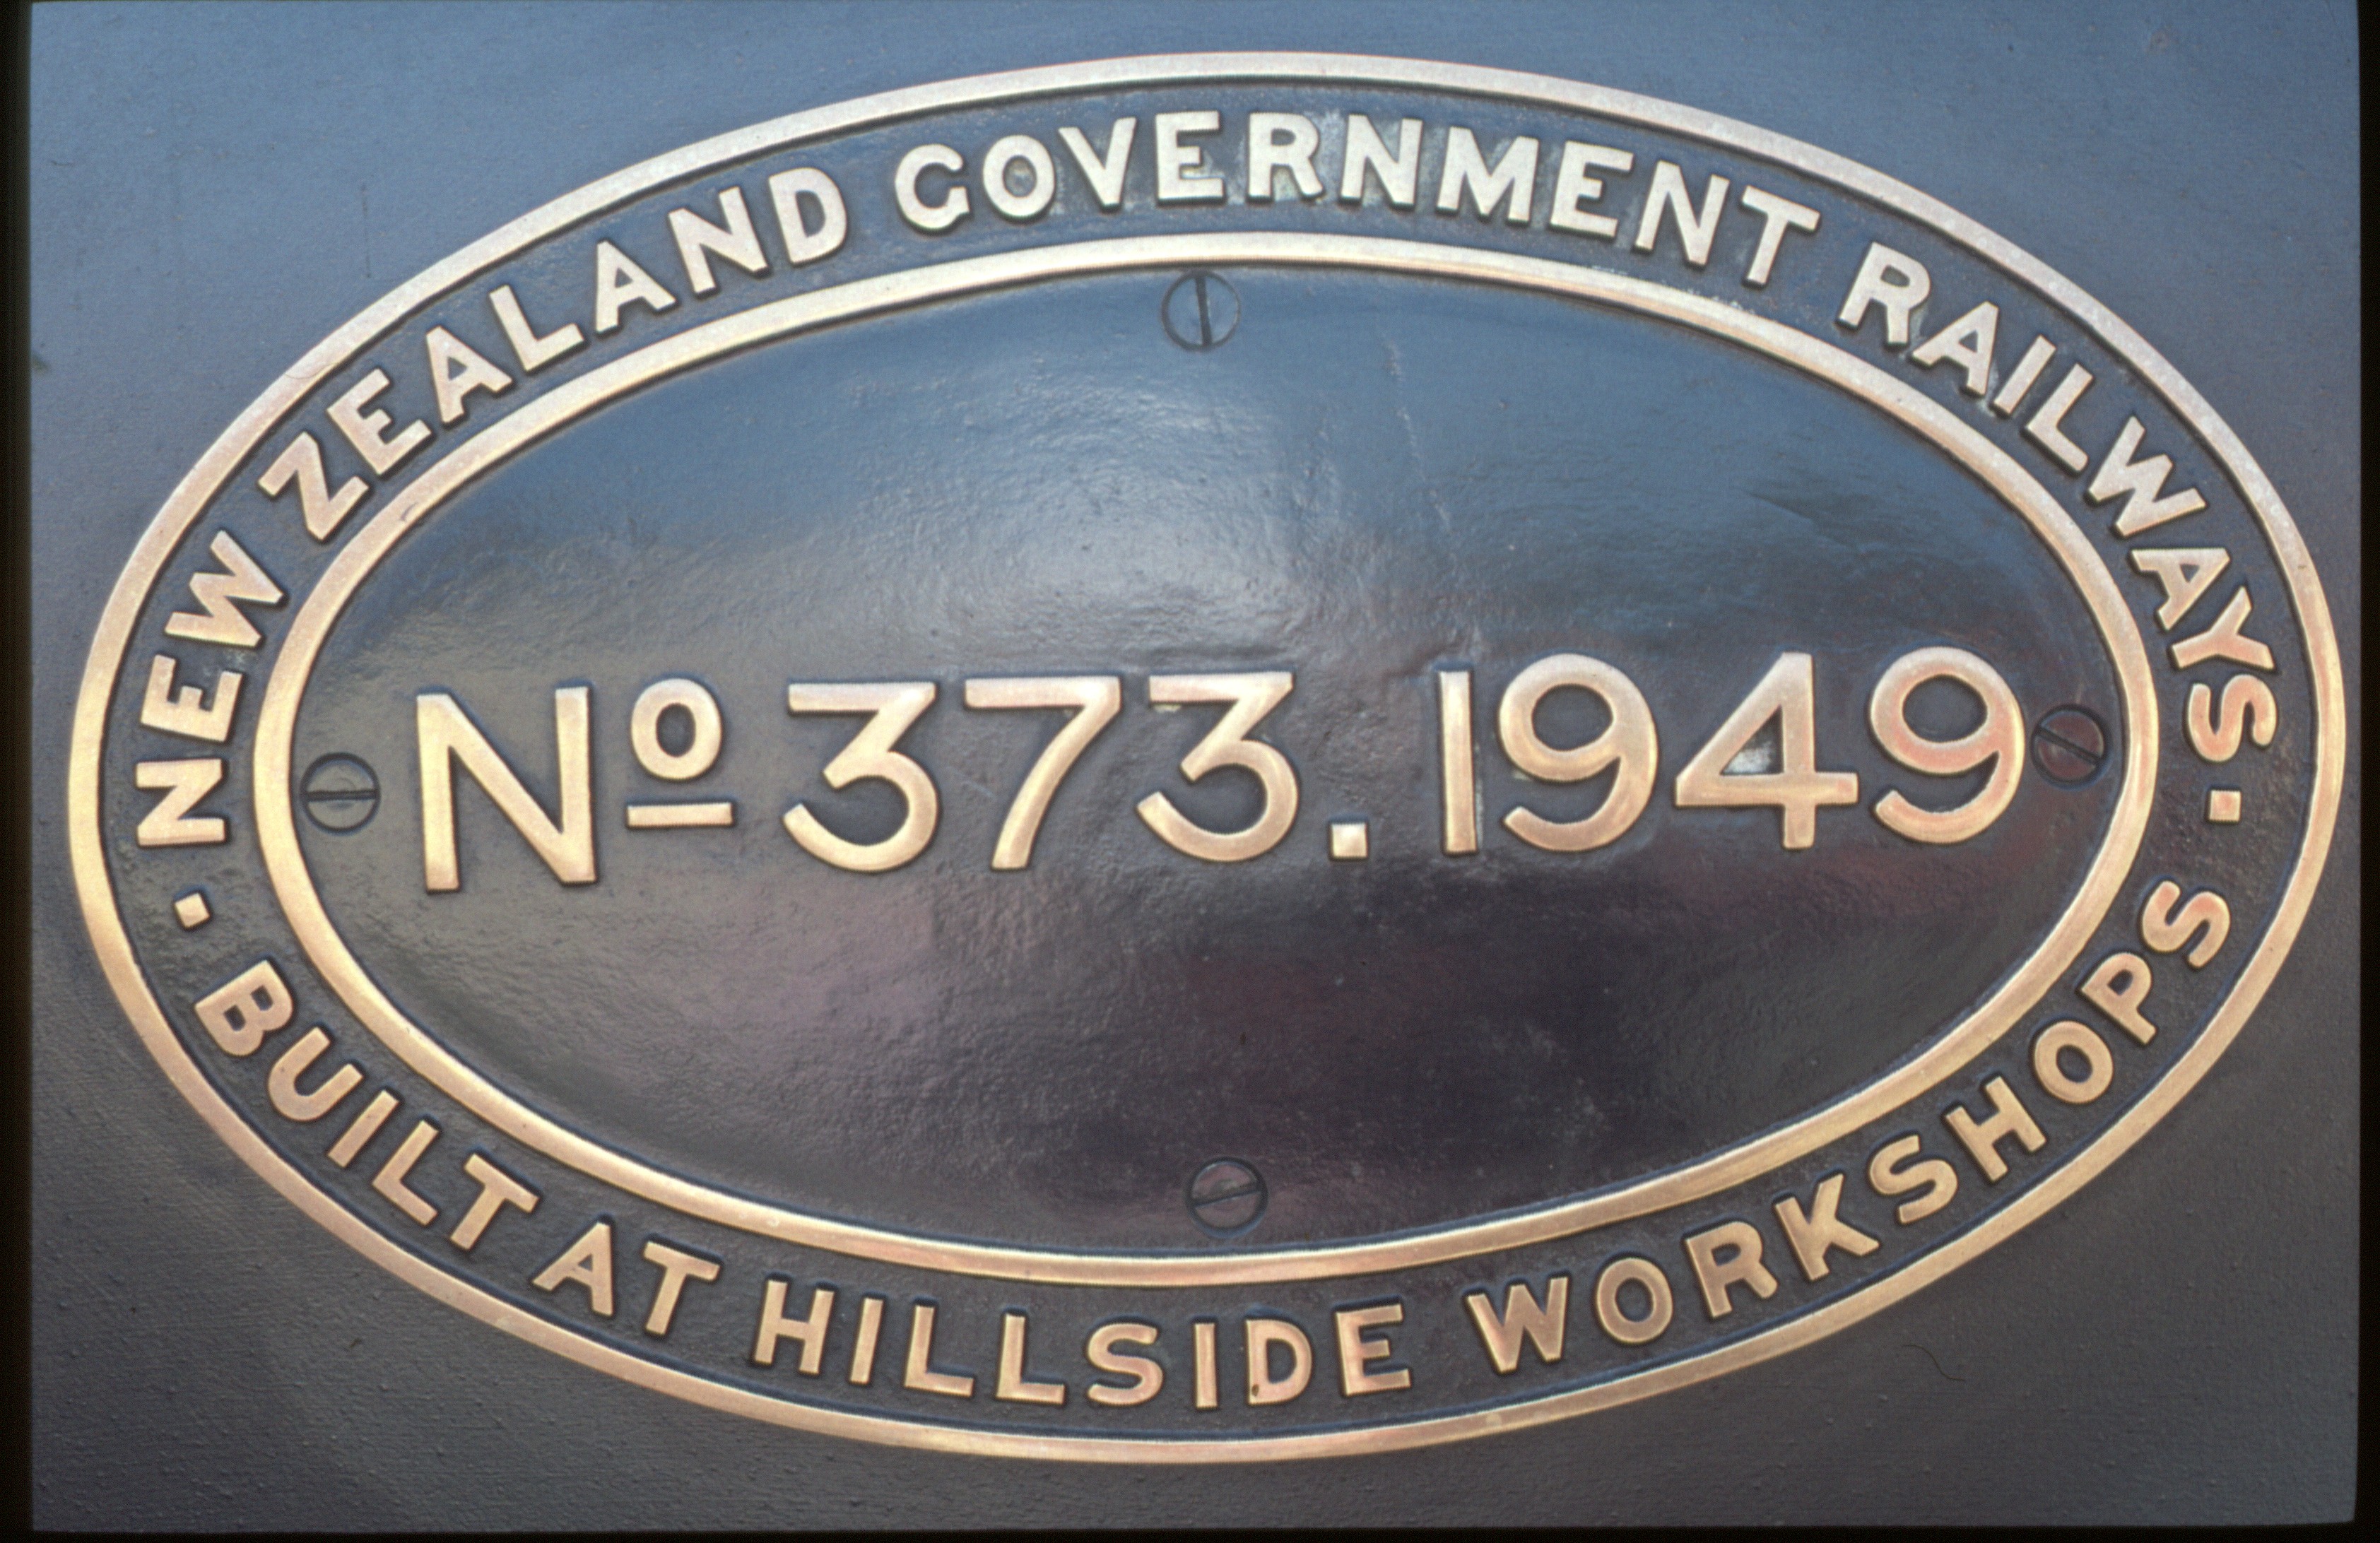 · NEW ZEALAND GOVERNMENT RAILWAYS ·
Nº 373. 1949
BUILT AT HILLSIDE WORKSHOPS